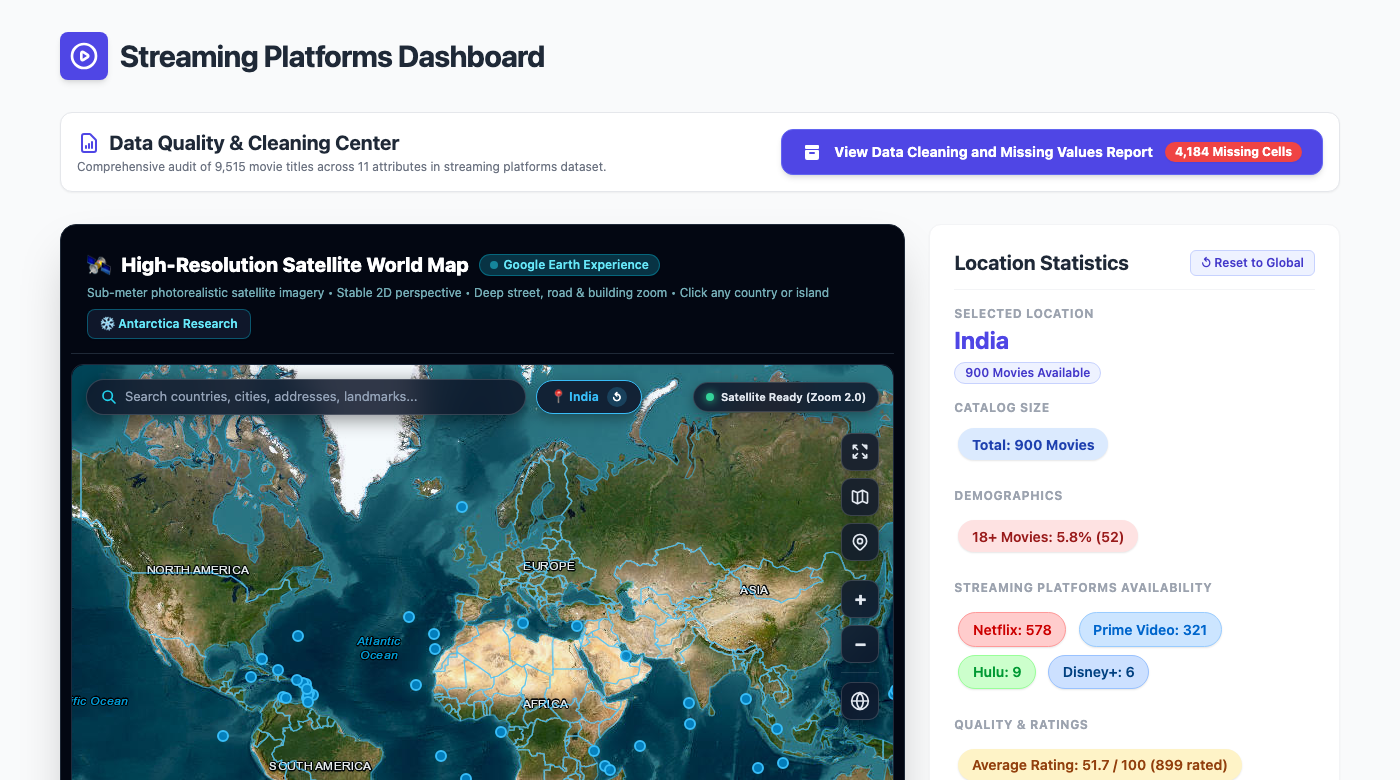 Streaming Platforms Dashboard
Data Quality & Cleaning Center
Comprehensive audit of 9,515 movie titles across 11 attributes in streaming platforms dataset.
View Data Cleaning and Missing Values Report
4,184 Missing Cells
High-Resolution Satellite World Map
Google Earth Experience
Sub-meter photorealistic satellite imagery • Stable 2D perspective • Deep street, road & building zoom • Click any country or island
Antarctica Research
Search countries, cities, addresses, landmarks...
India
Satellite Ready (Zoom 2.0)
NORTH AMERICA
EUROPE
ASIA
Atlantic
Ocean
fic Ocean
AFRICA
SOUTH AMERICA
Location Statistics
Reset to Global
SELECTED LOCATION
India
900 Movies Available
CATALOG SIZE
Total: 900 Movies
DEMOGRAPHICS
18+ Movies: 5.8% (52)
STREAMING PLATFORMS AVAILABILITY
Netflix: 578
Prime Video: 321
Hulu: 9
Disney+: 6
QUALITY & RATINGS
Average Rating: 51.7 / 100 (899 rated)